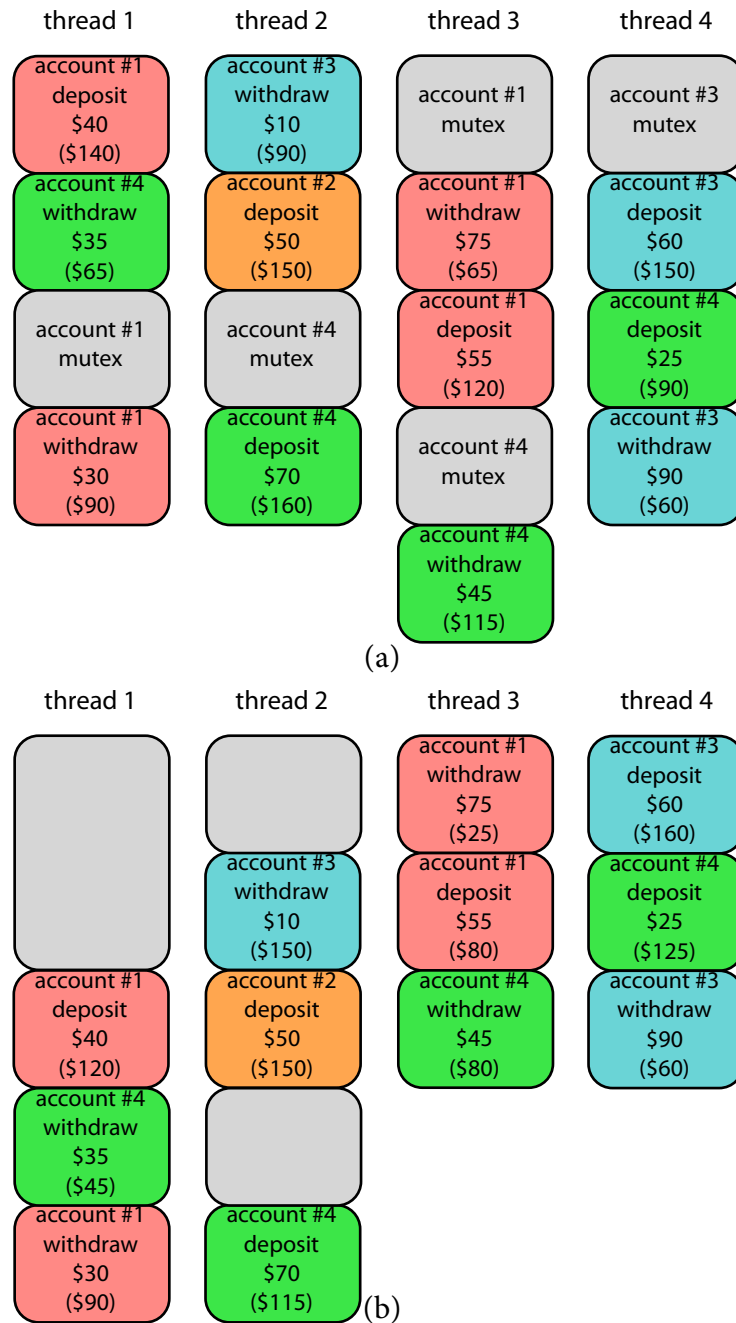 thread 1
thread 2
thread 3
thread 4
account #1
deposit
$40
($140)
account #4
withdraw
$35
($65)
account #1
mutex
account #1
withdraw
$30
($90)
account #3
withdraw
$10
($90)
account #2
deposit
$50
($150)
account #4
mutex
account #4
deposit
$70
($160)
account #1
mutex
account #1
withdraw
$75
($65)
account #1
deposit
$55
($120)
account #4
mutex
account #4
withdraw
$45
($115)
account #3
mutex
account #3
deposit
$60
($150)
account #4
deposit
$25
($90)
account #3
withdraw
$90
($60)
(a)
thread 1
thread 2
thread 3
thread 4
account #1
deposit
$40
($120)
account #4
withdraw
$35
($45)
account #1
withdraw
$30
($90)
account #3
withdraw
$10
($150)
account #2
deposit
$50
($150)
account #4
deposit
$70
($115)
account #1
withdraw
$75
($25)
account #1
deposit
$55
($80)
account #4
withdraw
$45
($80)
account #3
deposit
$60
($160)
account #4
deposit
$25
($125)
account #3
withdraw
$90
($60)
(b)